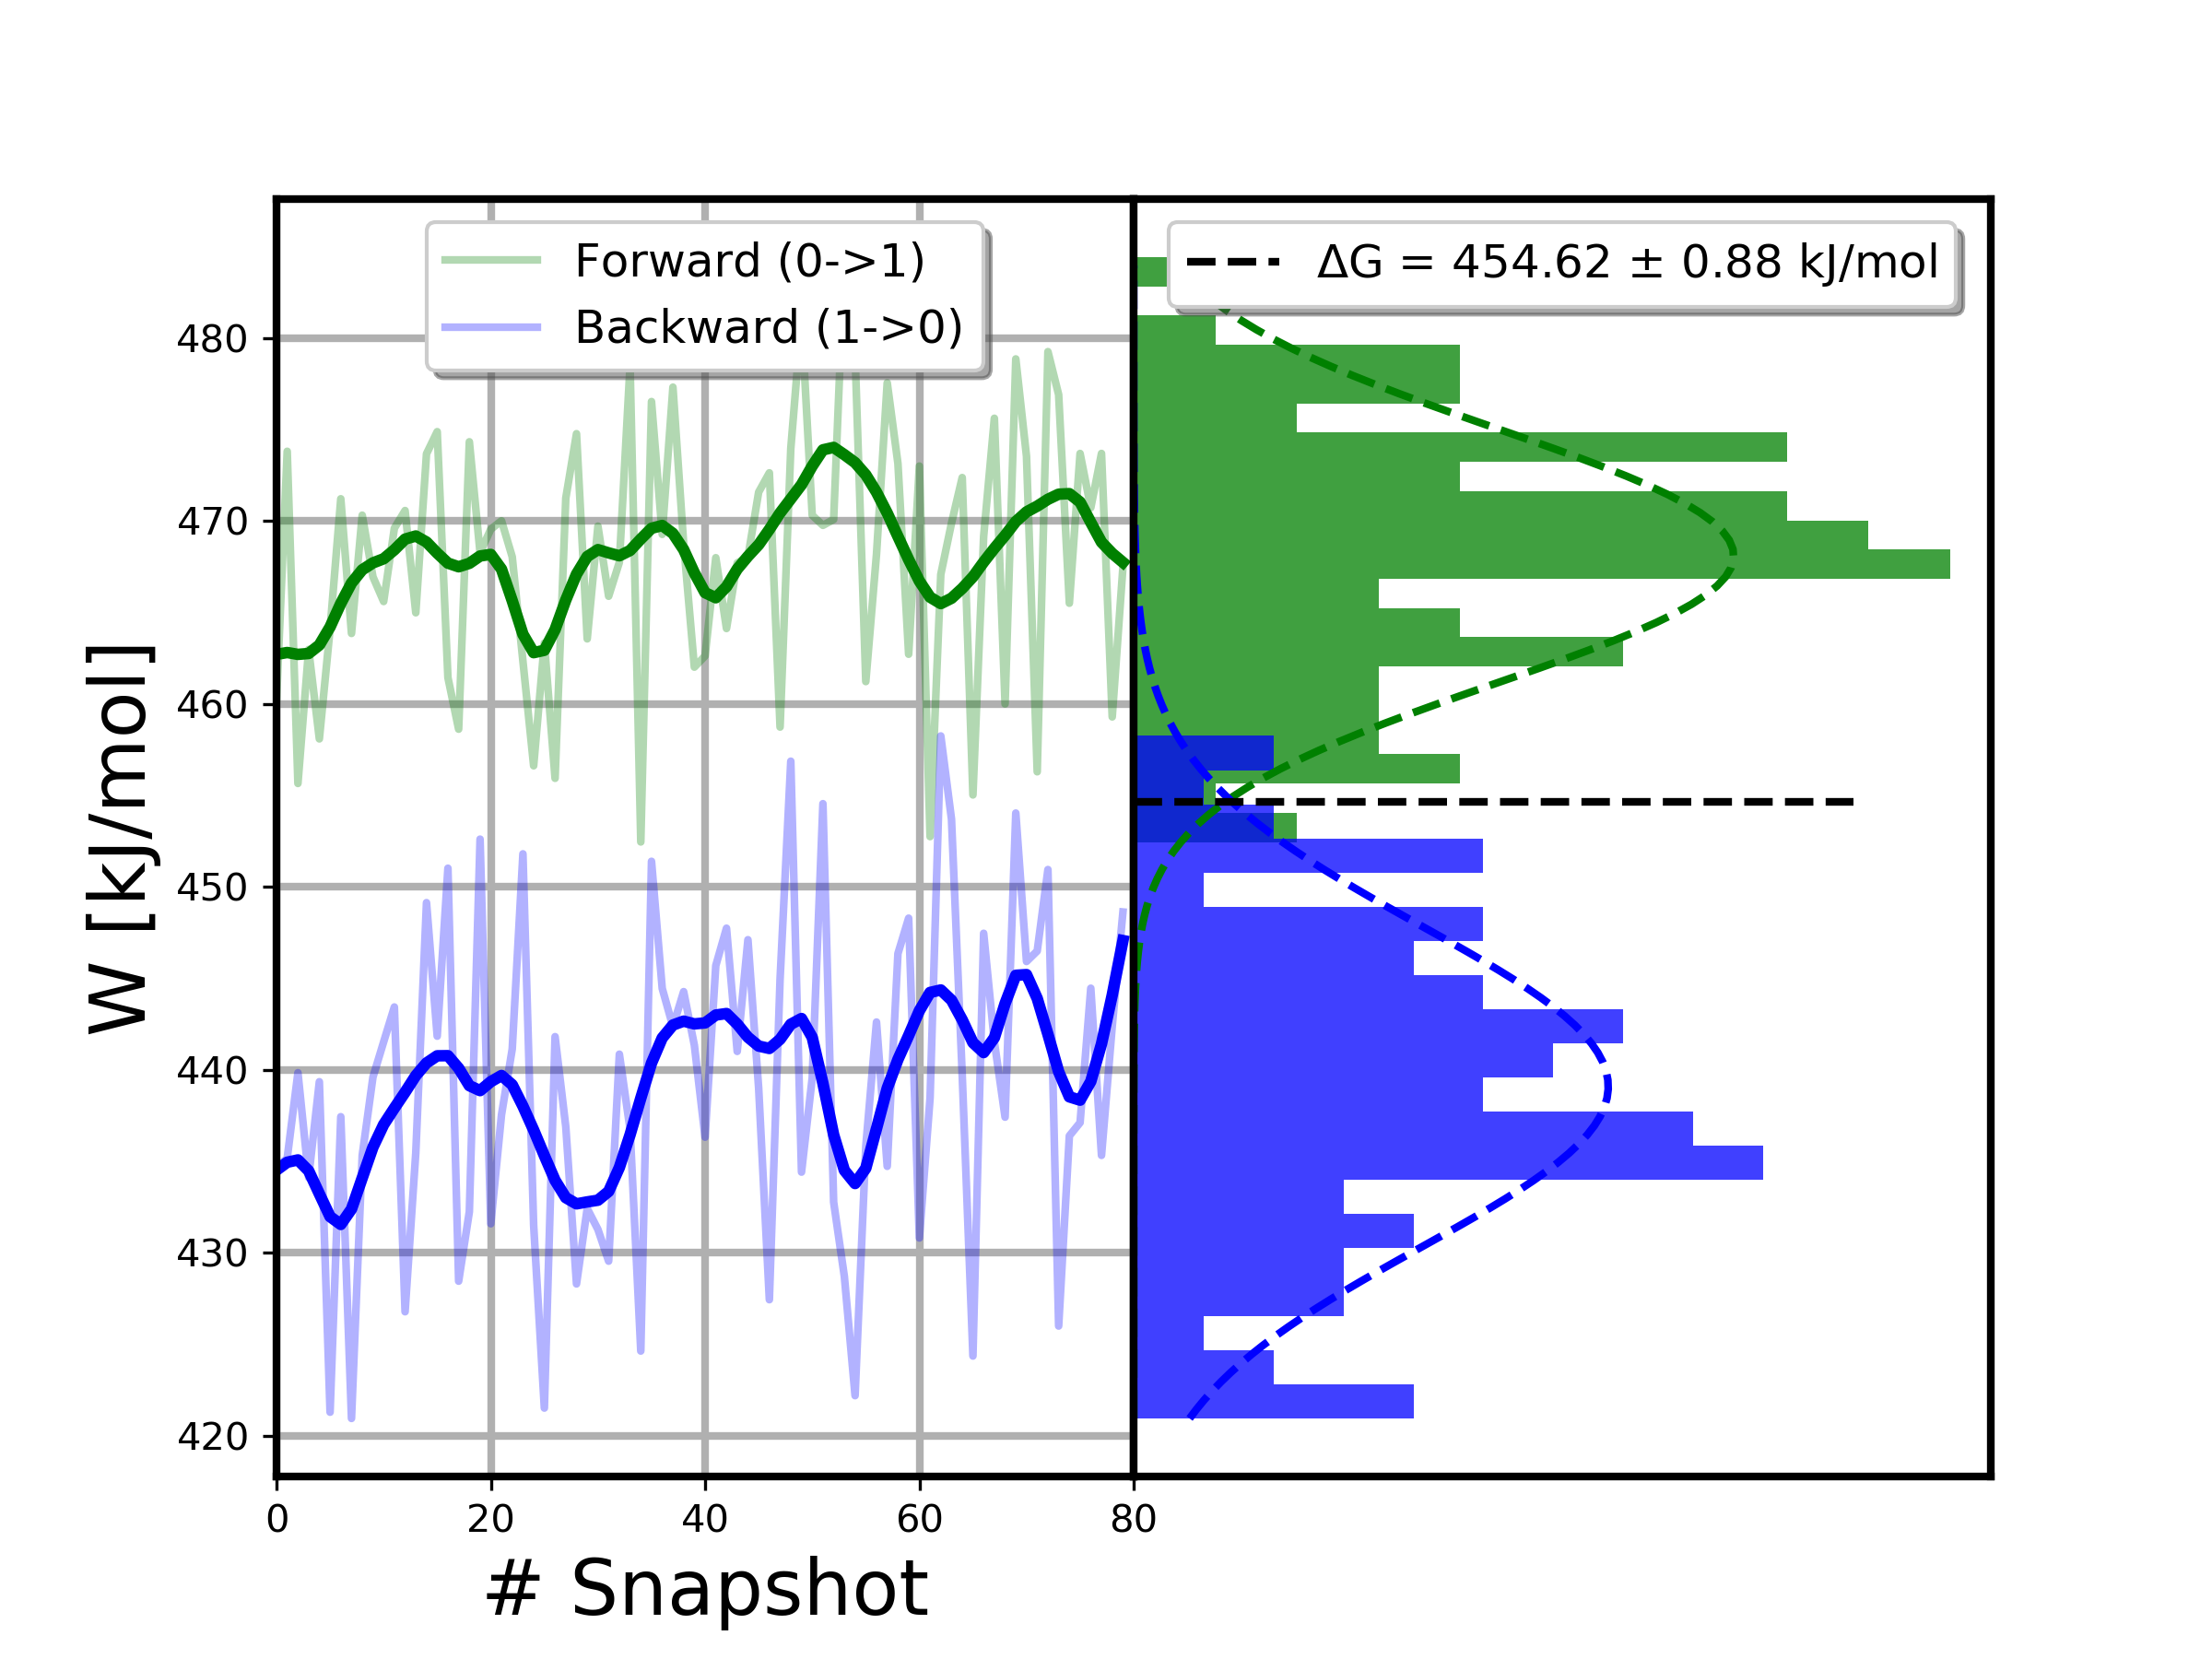 Forward (0->1)
Backward (1->0)
ΔG = 454.62 ± 0.88 kJ/mol
480
470
460
450
440
430
420
W [kJ/mol]
0
20
40
60
80
# Snapshot